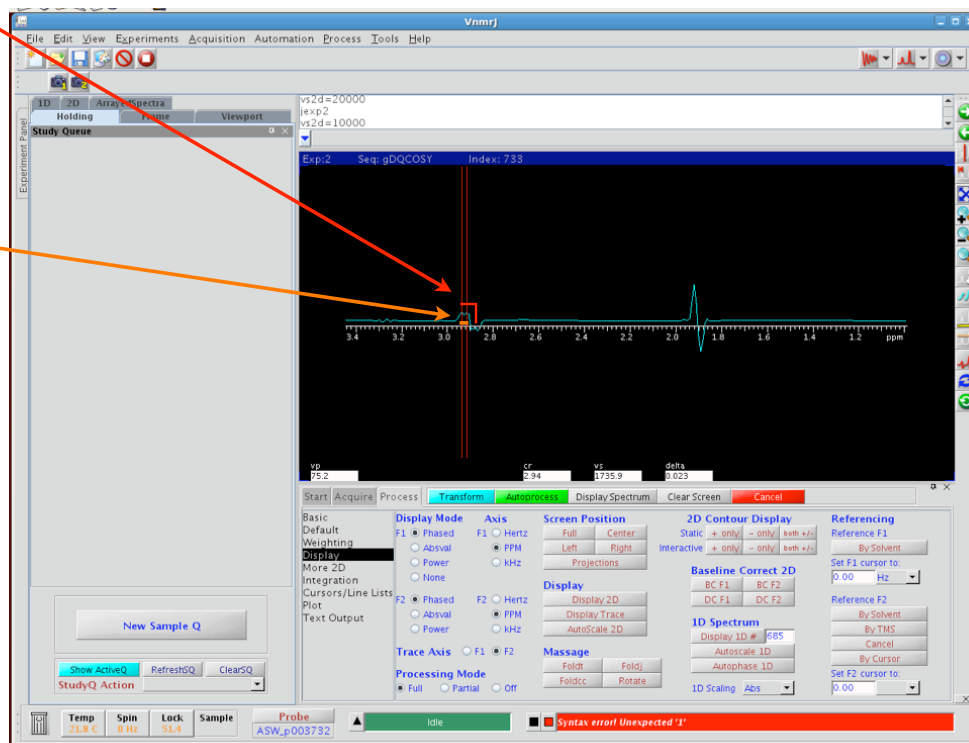 VnmrJ
File Edit View Experiments Acquisition Automation Process Tools Help
1D 2D ArrayedSpectra
Holding Frame Viewport
Study Queue
Experiment Panel
vs2d=20000
jexp2
vs2d=10000
Exp:2 Seq: gDQCOSY Index: 733
3.4 3.2 3.0 2.8 2.6 2.4 2.2 2.0 1.8 1.6 1.4 1.2 ppm
vp cr vs delta
75.2 2.94 1735.9 0.023
Start Acquire Process Transform Autoprocess Display Spectrum Clear Screen Cancel
Basic
Default
Weighting
Display
More 2D
Integration
Cursors/Line Lists
Plot
Text Output
Display Mode Axis
F1 Phased F1 Hertz
Absval PPM
Power kHz
None
F2 Phased F2 Hertz
Absval PPM
Power kHz
Trace Axis F1 F2
Processing Mode
Full Partial Off
Screen Position
Full Center
Left Right
Projections
Display
Display 2D
Display Trace
AutoScale 2D
Massage
Foldt Foldj
Foldcc Rotate
2D Contour Display
Static + only - only both +/-
Interactive + only - only both +/-
Baseline Correct 2D
BC F1 BC F2
DC F1 DC F2
1D Spectrum
Display 1D # 685
Autoscale 1D
Autophase 1D
1D Scaling Abs
Referencing
Reference F1
By Solvent
Set F1 cursor to:
0.00 Hz
Reference F2
By Solvent
By TMS
Cancel
By Cursor
Set F2 cursor to:
0.00
New Sample Q
Show ActiveQ RefreshSQ ClearSQ
StudyQ Action
Temp Spin Lock Sample Probe
21.8 C 0 Hz 51.4 ASW_p003732
Idle
Syntax error! Unexpected '1'